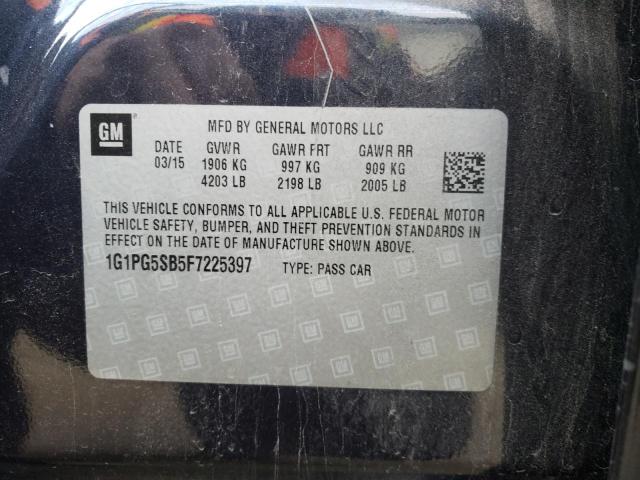 GM
MFD BY GENERAL MOTORS LLC
DATE GVWR GAWR FRT GAWR RR
03/15 1906 KG 997 KG 909 KG
4203 LB 2198 LB 2005 LB
THIS VEHICLE CONFORMS TO ALL APPLICABLE U.S. FEDERAL MOTOR
VEHICLE SAFETY, BUMPER, AND THEFT PREVENTION STANDARDS IN
EFFECT ON THE DATE OF MANUFACTURE SHOWN ABOVE.
1G1PG5SB5F7225397 TYPE: PASS CAR